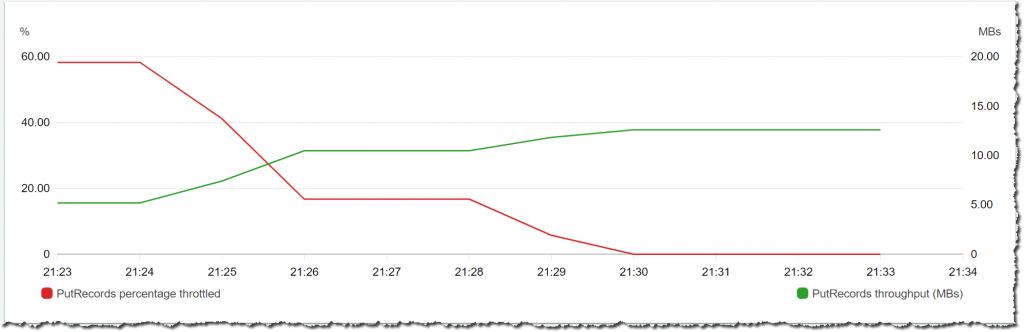 % MBs
60.00 20.00
15.00
40.00
10.00
20.00
5.00
0 0
21:23 21:24 21:25 21:26 21:27 21:28 21:29 21:30 21:31 21:32 21:33 21:34
PutRecords percentage throttled PutRecords throughput (MBs)